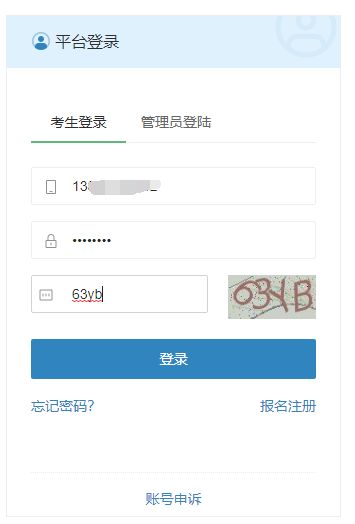 平台登录
考生登录 管理员登陆
••••••••
63yb 63YB
登录
忘记密码? 报名注册
账号申诉